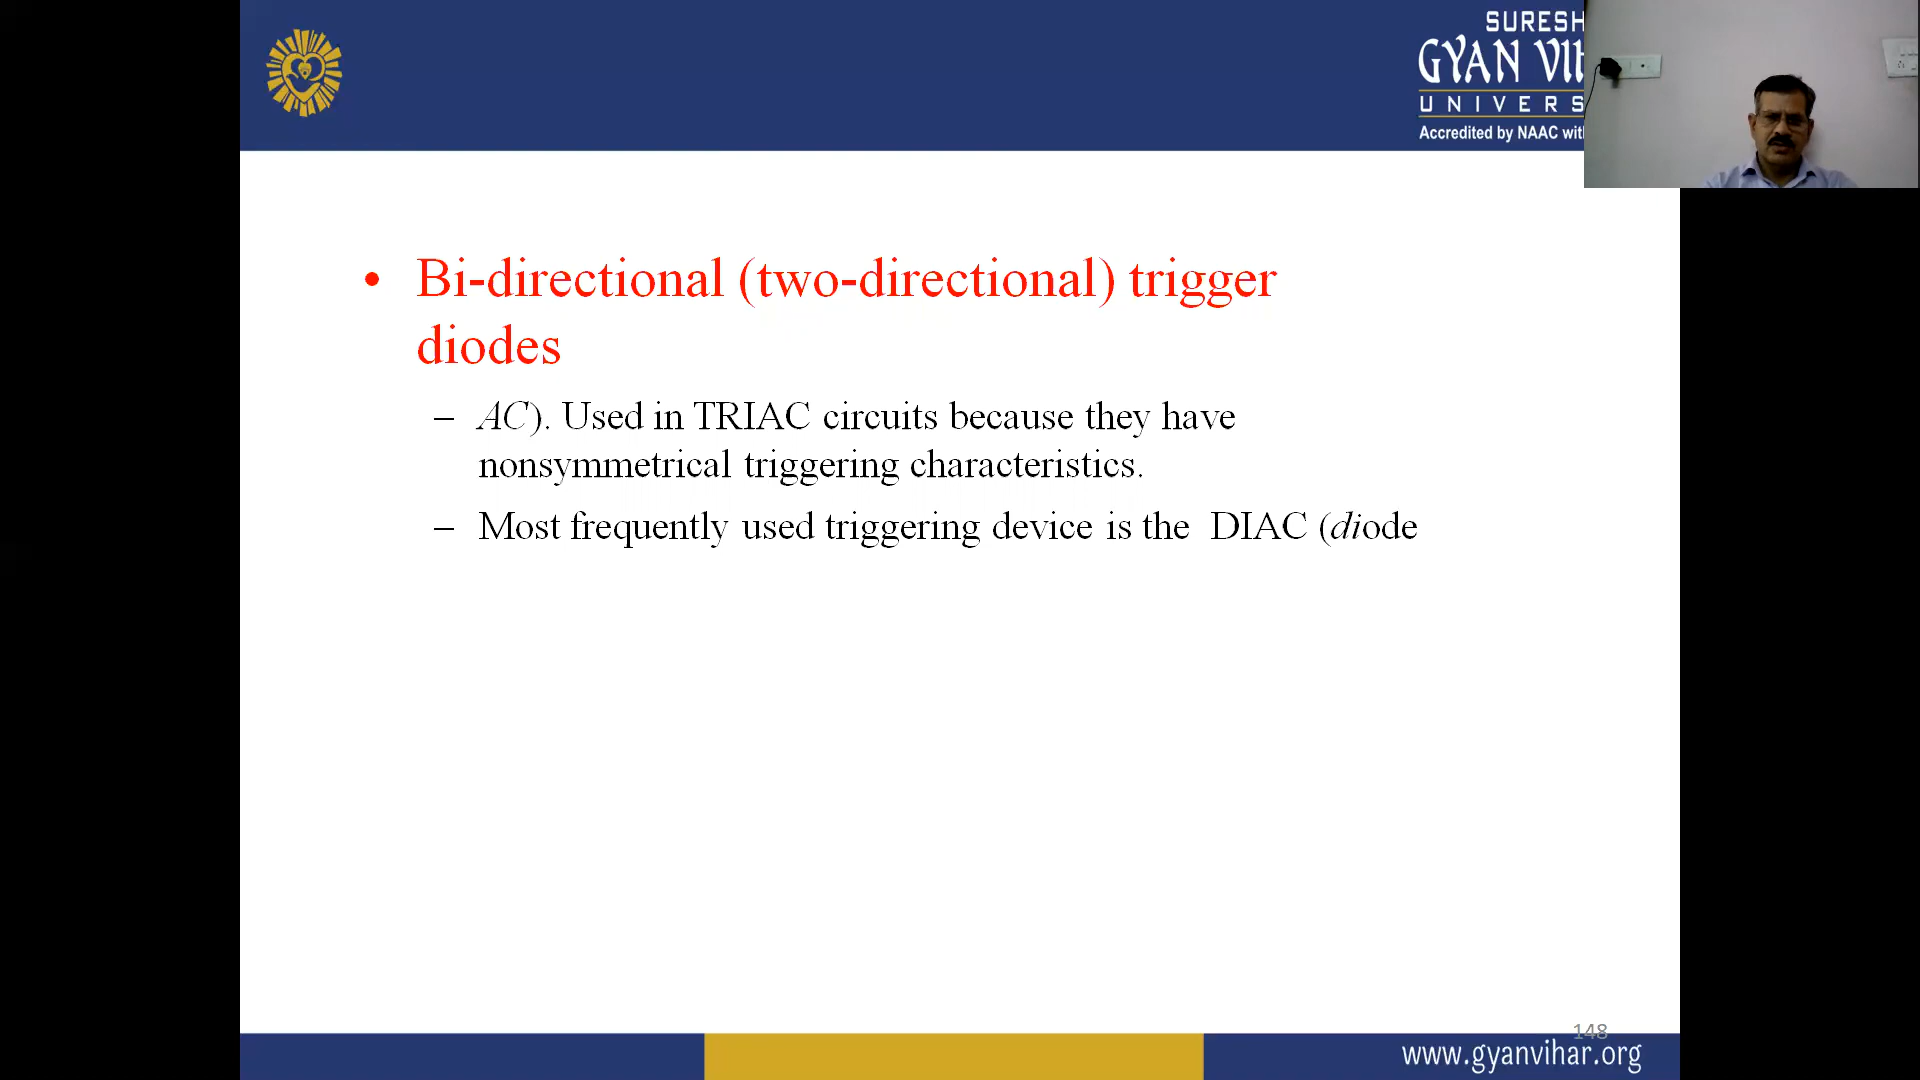 SURESH
GYAN VIH
UNIVERS
Accredited by NAAC wit
• Bi-directional (two-directional) trigger
diodes
– AC). Used in TRIAC circuits because they have
nonsymmetrical triggering characteristics.
– Most frequently used triggering device is the DIAC (diode
148
www.gyanvihar.org